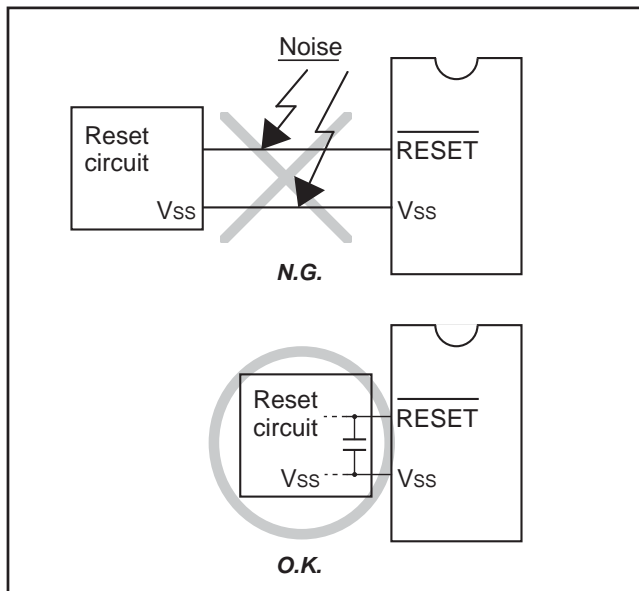 Noise
Reset
circuit
RESET
Vss
Vss
N.G.
Reset
circuit
RESET
Vss
Vss
O.K.